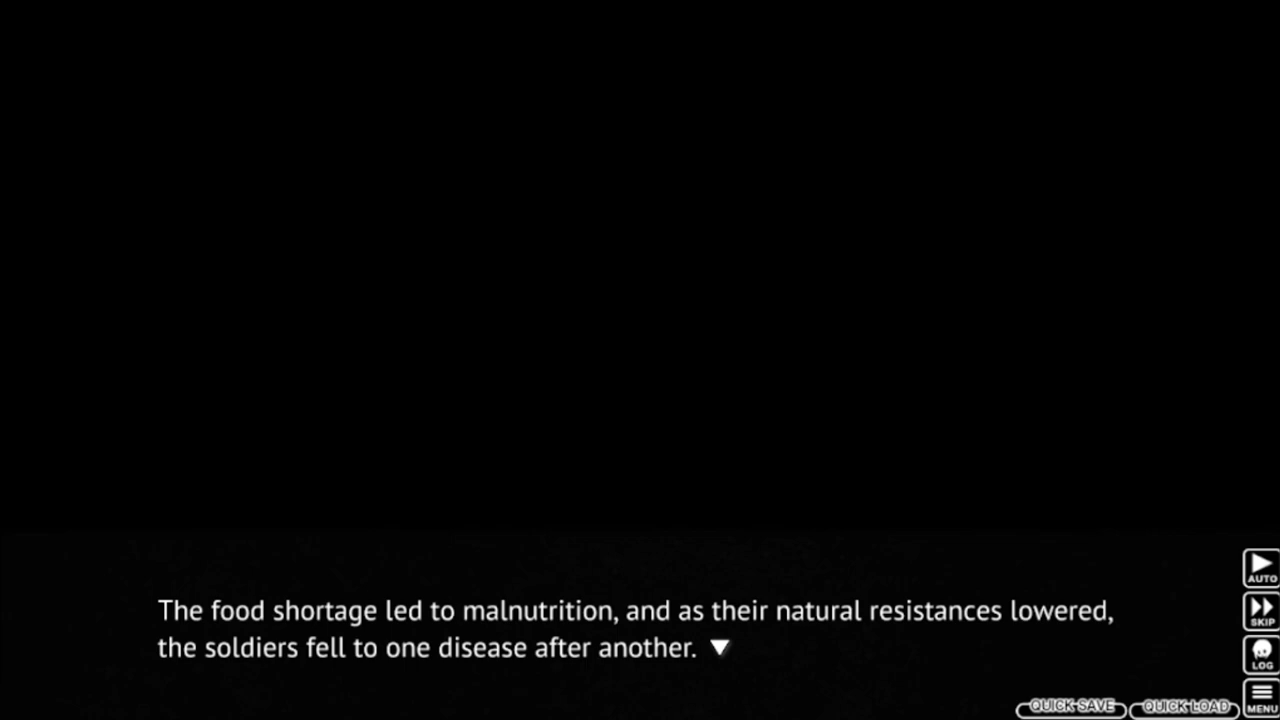 The food shortage led to malnutrition, and as their natural resistances lowered,
the soldiers fell to one disease after another.
AUTO
SKIP
LOG
MENU
QUICK SAVE
QUICK LOAD